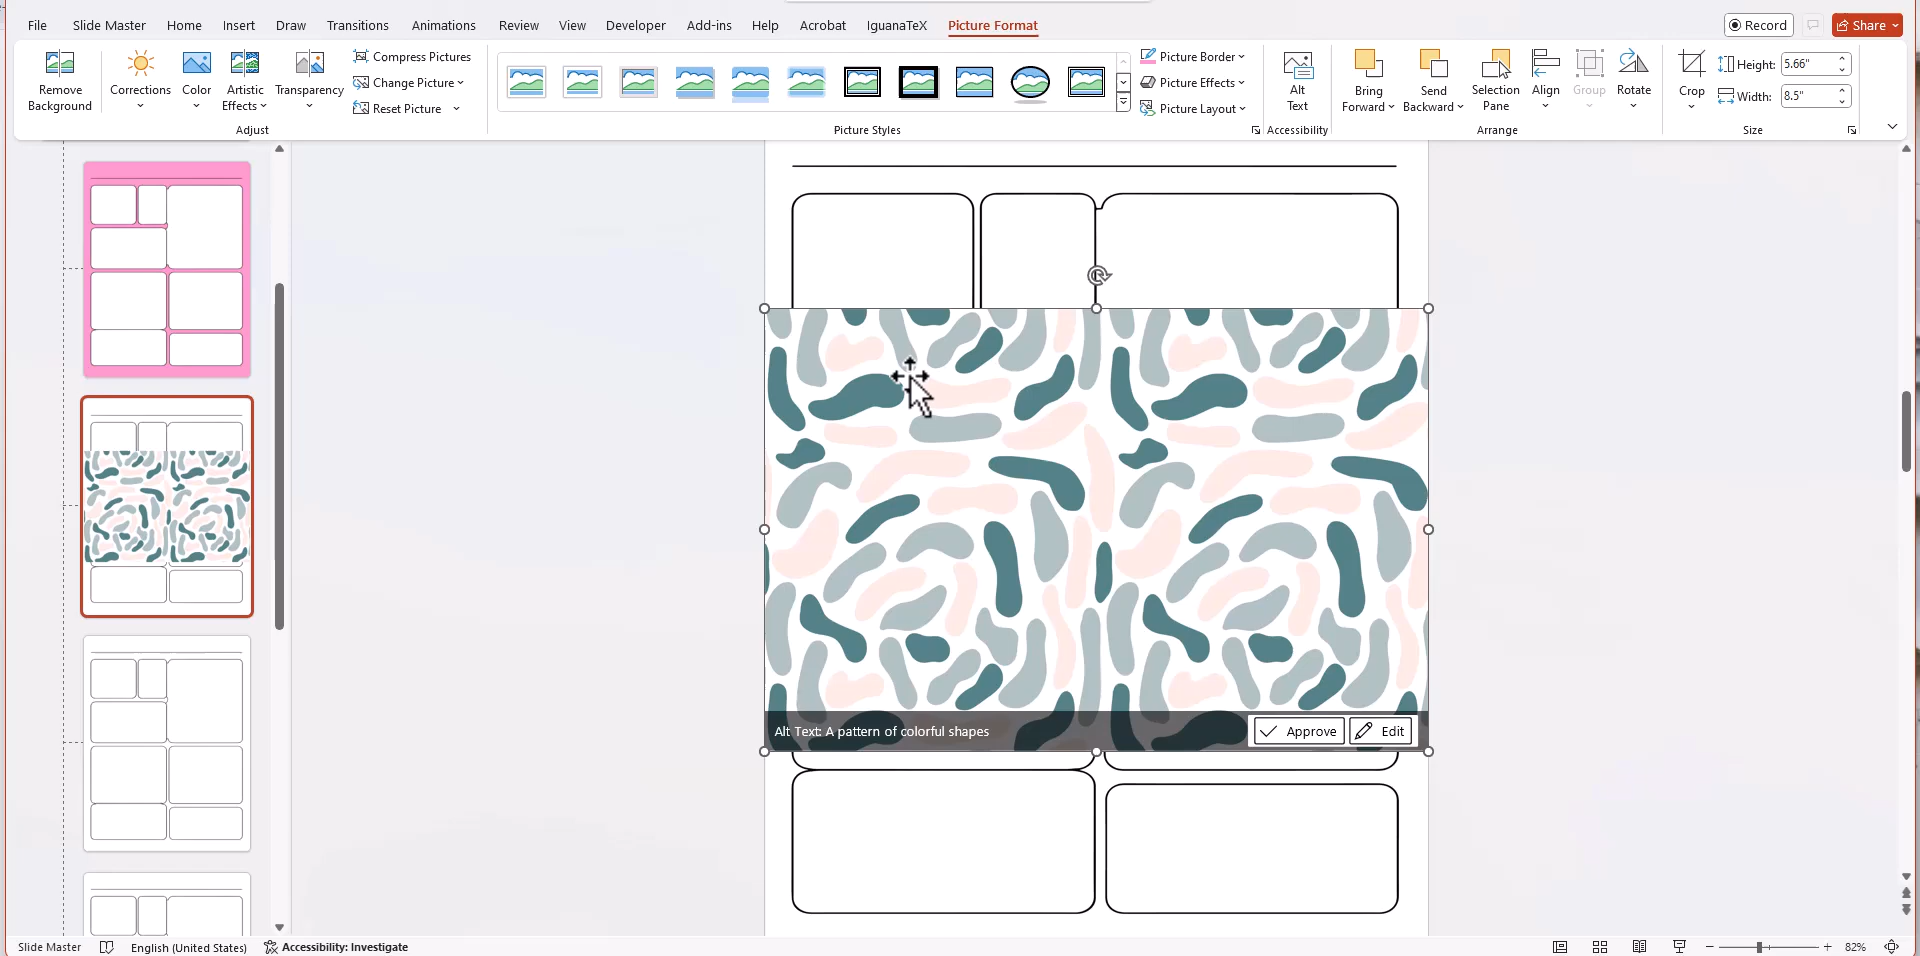 File Slide Master Home Insert Draw Transitions Animations Review View Developer Add-ins Help Acrobat IguanaTeX Picture Format Record Share
Remove Background
Corrections
Color
Artistic Effects
Transparency
Compress Pictures
Change Picture
Reset Picture
Adjust
Picture Styles
Picture Border
Picture Effects
Picture Layout
Alt Text
Accessibility
Bring Forward
Send Backward
Selection Pane
Align
Group
Rotate
Arrange
Crop
Height: 5.66"
Width: 8.5"
Size
Alt Text: A pattern of colorful shapes Approve Edit
Slide Master English (United States) Accessibility: Investigate 82%